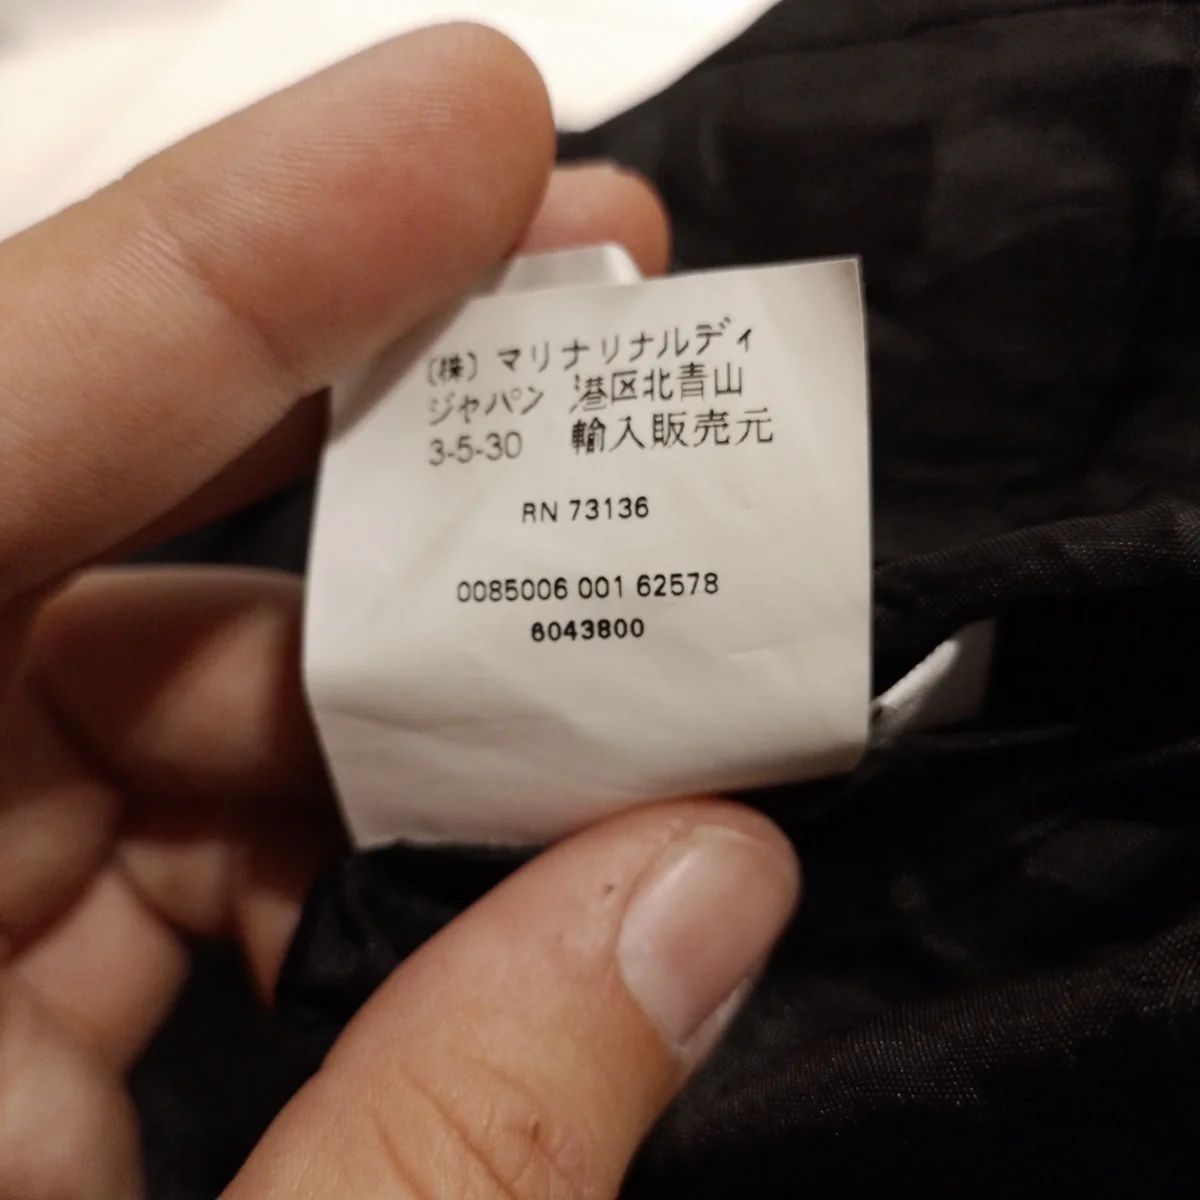 (株) マリナリナルディ
ジャパン 港区北青山
3-5-30 輸入販売元
RN 73136
0085006 001 62578
6043800